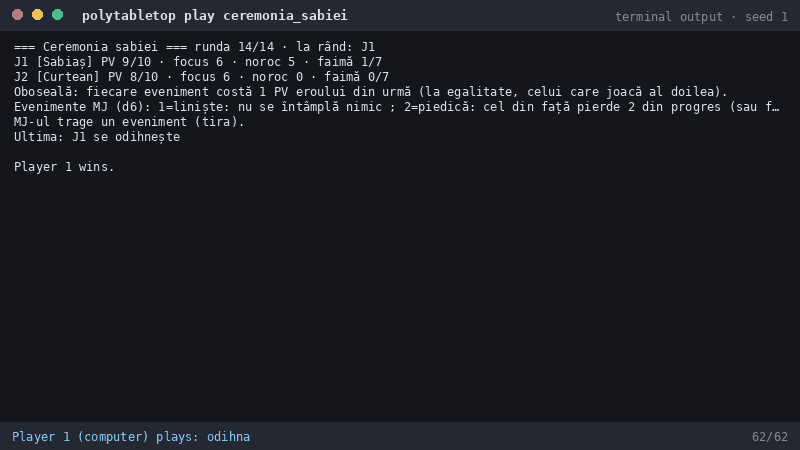 polytabletop play ceremonia_sabiei
terminal output · seed 1
=== Ceremonia sabiei === runda 14/14 · la rând: J1
J1 [Sabiaș] PV 9/10 · focus 6 · noroc 5 · faimă 1/7
J2 [Curtean] PV 8/10 · focus 6 · noroc 0 · faimă 0/7
Oboseală: fiecare eveniment costă 1 PV eroului din urmă (la egalitate, celui care joacă al doilea).
Evenimente MJ (d6): 1=liniște: nu se întâmplă nimic ; 2=piedică: cel din față pierde 2 din progres (sau f…
MJ-ul trage un eveniment (tira).
Ultima: J1 se odihnește
Player 1 wins.
Player 1 (computer) plays: odihna
62/62